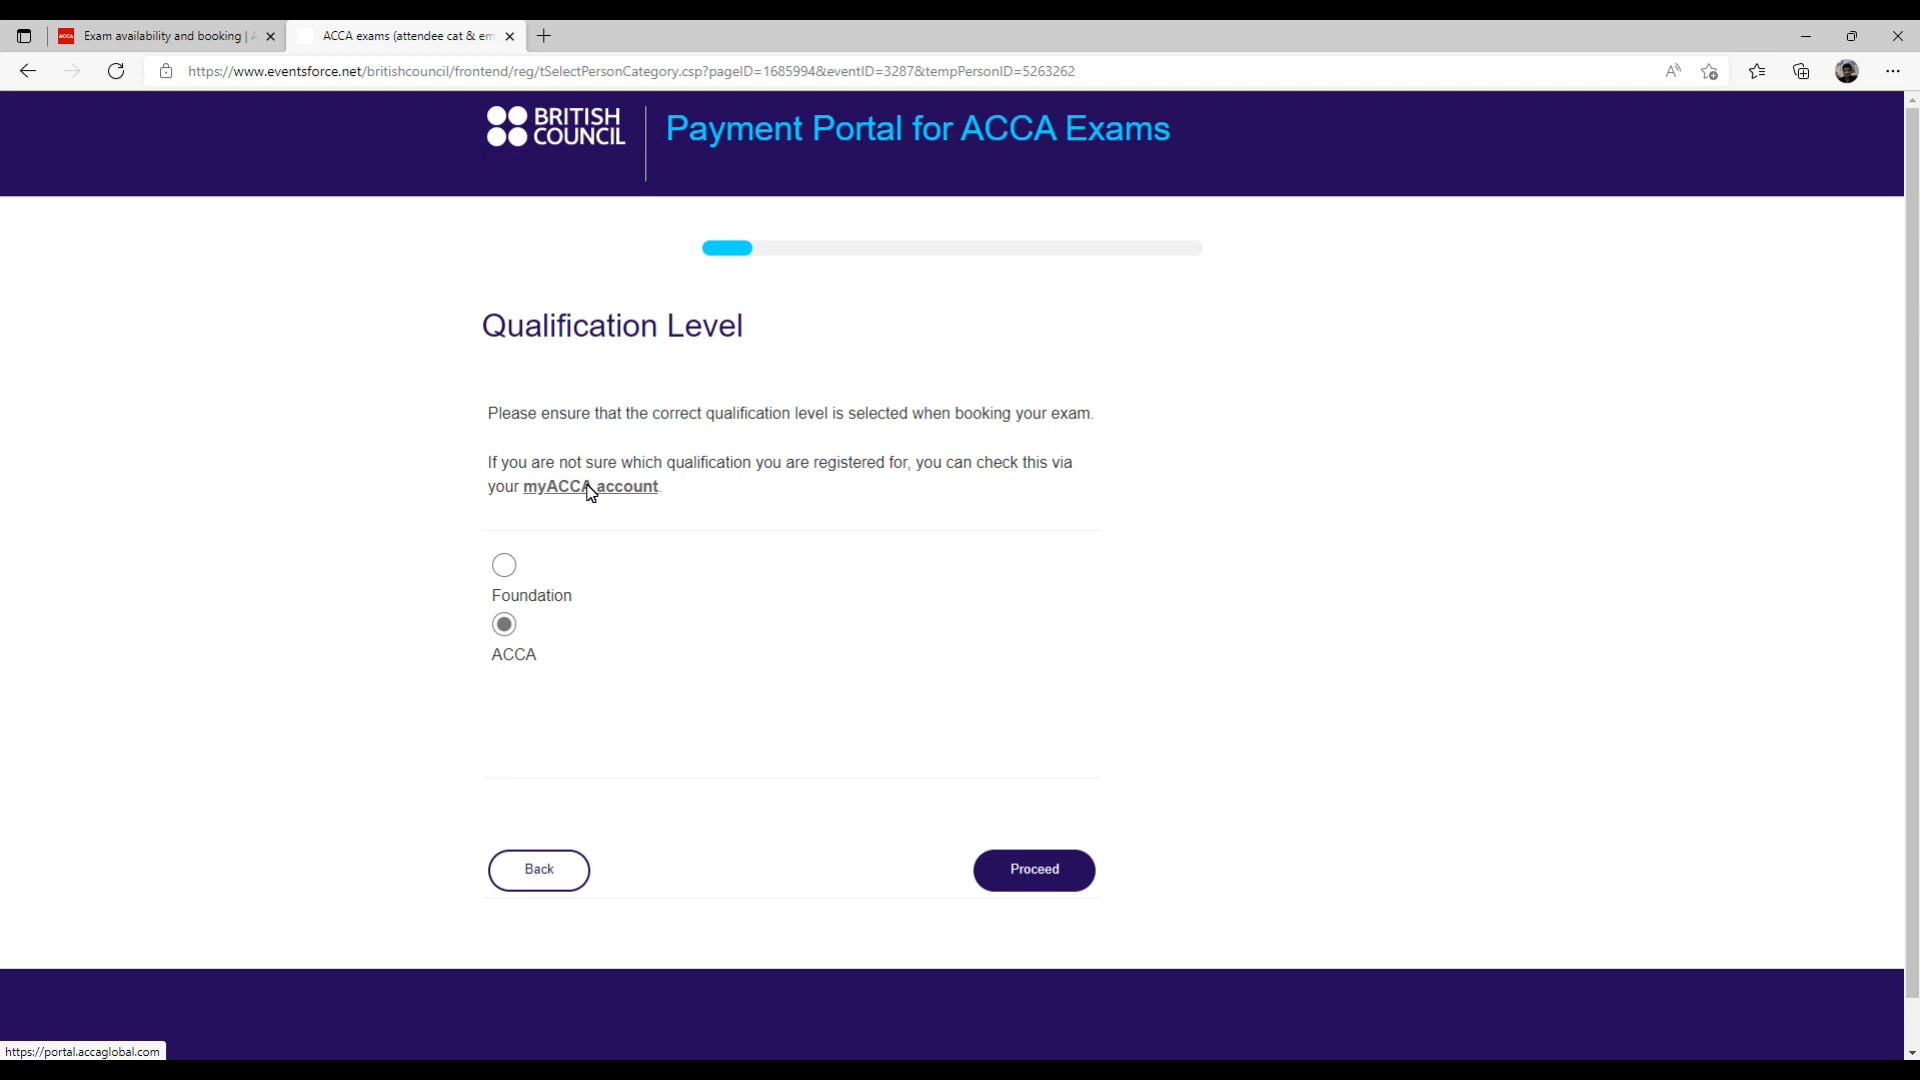 Exam availability and booking | A
ACCA exams (attendee cat & em
https://www.eventsforce.net/britishcouncil/frontend/reg/tSelectPersonCategory.csp?pageID=1685994&eventID=3287&tempPersonID=5263262
BRITISH
COUNCIL
Payment Portal for ACCA Exams
Qualification Level
Please ensure that the correct qualification level is selected when booking your exam.
If you are not sure which qualification you are registered for, you can check this via
your myACCA account.
Foundation
ACCA
Back
Proceed
https://portal.accaglobal.com